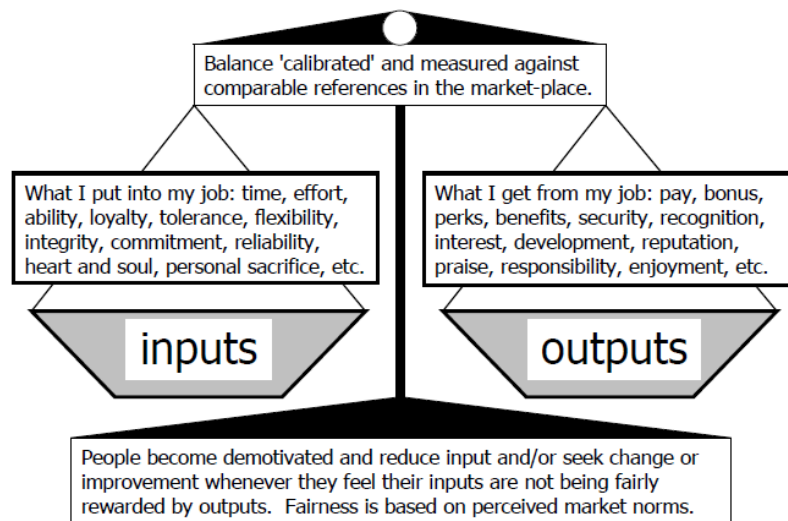 Balance 'calibrated' and measured against
comparable references in the market-place.
What I put into my job: time, effort,
ability, loyalty, tolerance, flexibility,
integrity, commitment, reliability,
heart and soul, personal sacrifice, etc.
What I get from my job: pay, bonus,
perks, benefits, security, recognition,
interest, development, reputation,
praise, responsibility, enjoyment, etc.
inputs
outputs
People become demotivated and reduce input and/or seek change or
improvement whenever they feel their inputs are not being fairly
rewarded by outputs.  Fairness is based on perceived market norms.